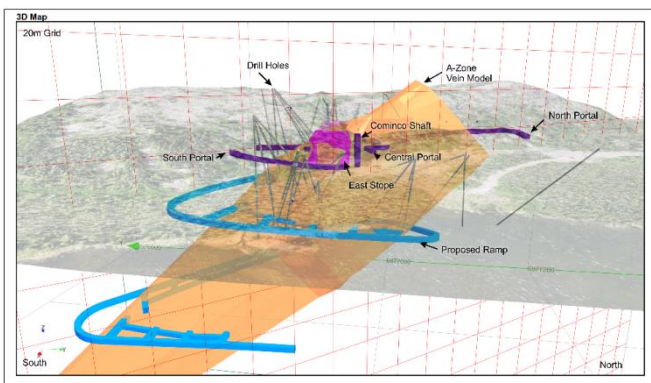 3D Map
20m Grid
Drill Holes
A-Zone
Vein Model
Cominco Shaft
North Portal
South Portal
Central Portal
East Stope
Proposed Ramp
South
North